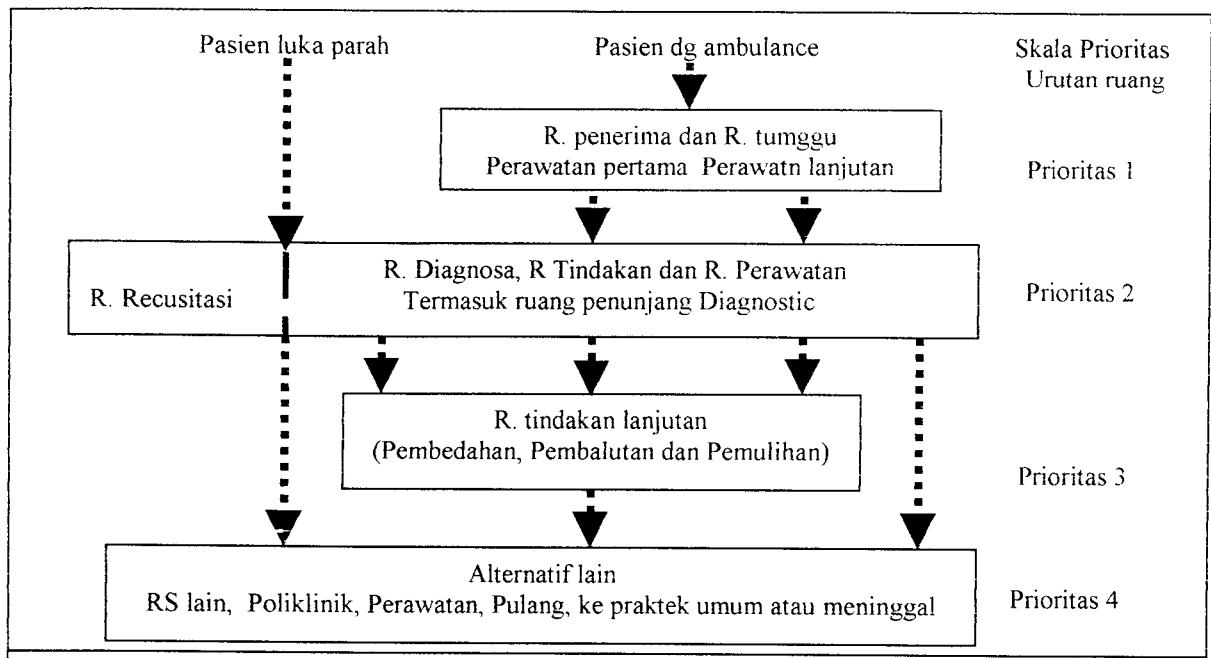 Pasien luka parah
Pasien dg ambulance
Skala Prioritas
Urutan ruang
R. penerima dan R. tumggu
Perawatan pertama Perawatn lanjutan
Prioritas 1
R. Recusitasi
R. Diagnosa, R Tindakan dan R. Perawatan
Termasuk ruang penunjang Diagnostic
Prioritas 2
R. tindakan lanjutan
(Pembedahan, Pembalutan dan Pemulihan)
Prioritas 3
Alternatif lain
RS lain, Poliklinik, Perawatan, Pulang, ke praktek umum atau meninggal
Prioritas 4